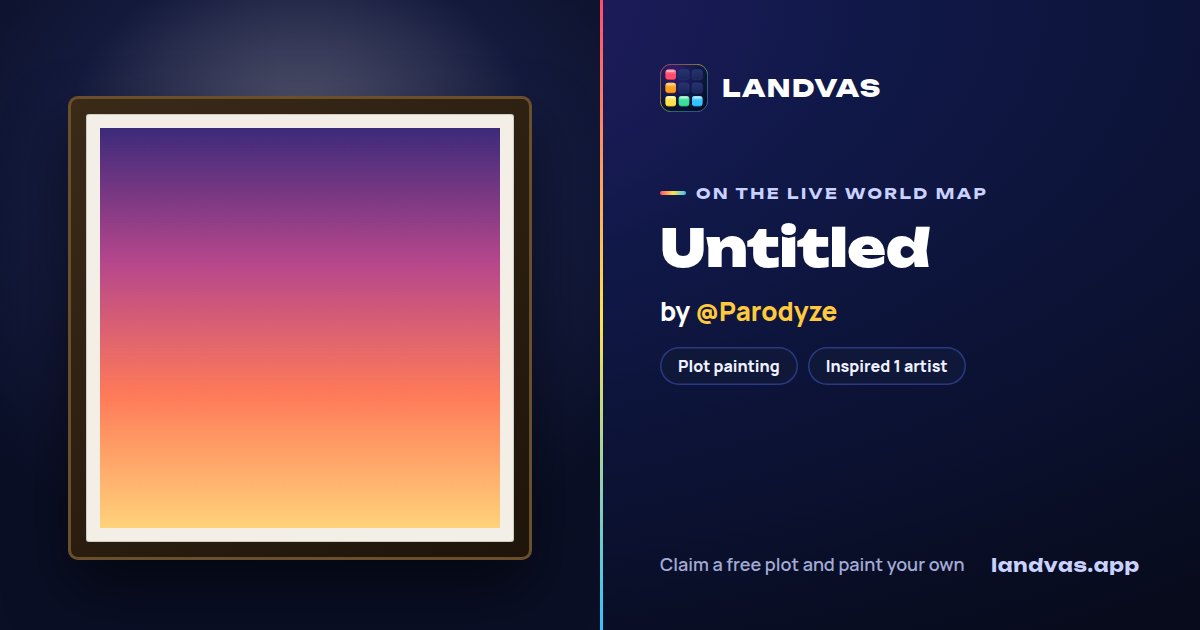 LANDVAS
ON THE LIVE WORLD MAP
Untitled
by @Parodyze
Plot painting
Inspired 1 artist
Claim a free plot and paint your own
landvas.app